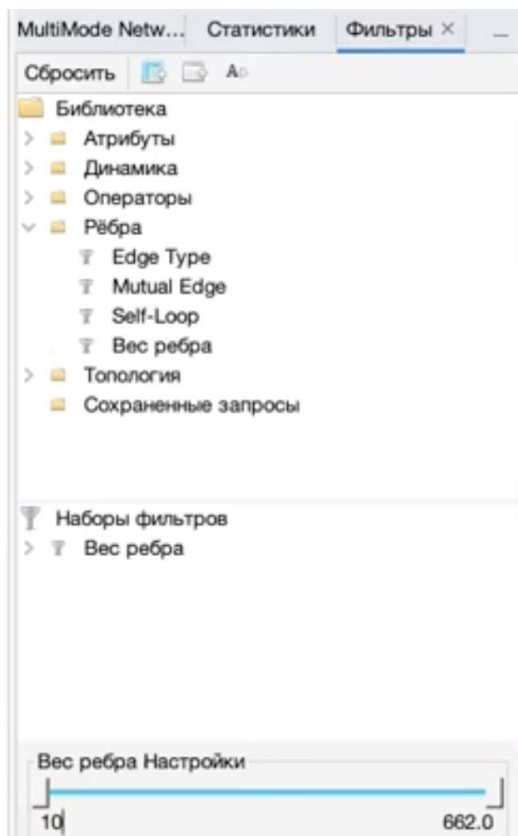 MultiMode Netw... Статистики Фильтры
Сбросить
Библиотека
Атрибуты
Динамика
Операторы
Рёбра
Edge Type
Mutual Edge
Self-Loop
Вес ребра
Топология
Сохраненные запросы
Наборы фильтров
Вес ребра
Вес ребра Настройки
10 662.0